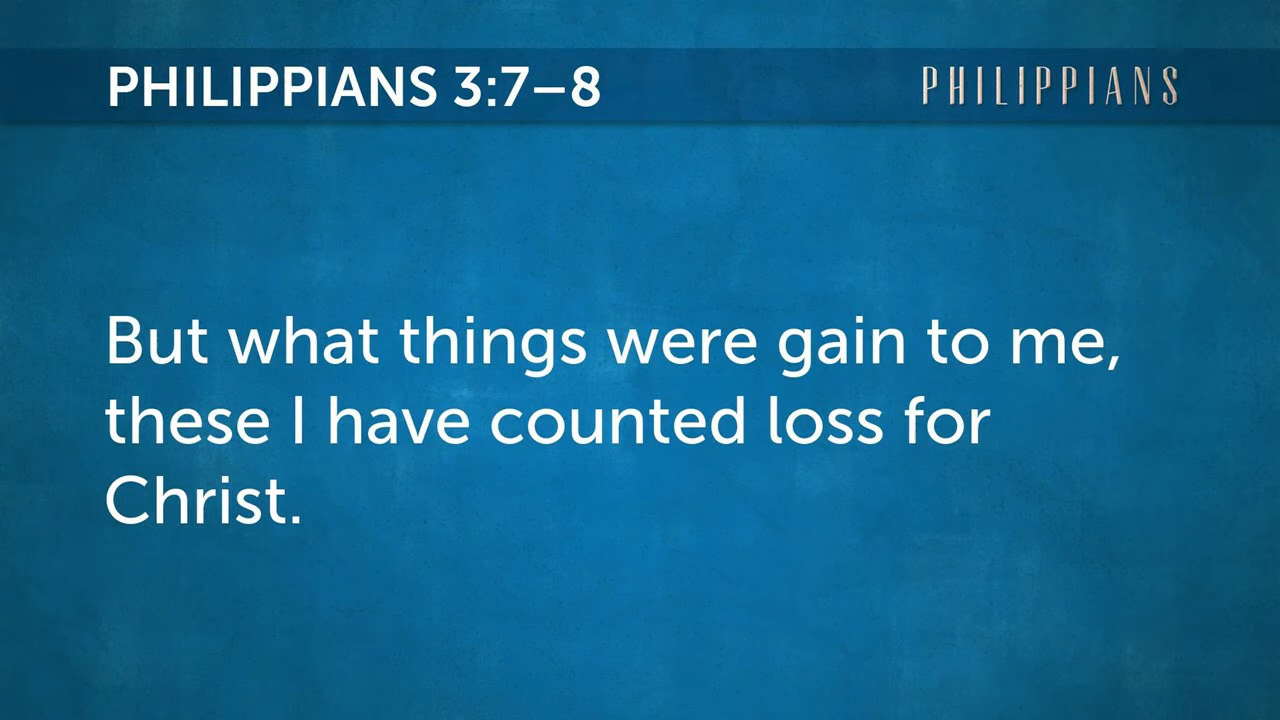 PHILIPPIANS 3:7–8
PHILIPPIANS
But what things were gain to me,
these I have counted loss for
Christ.